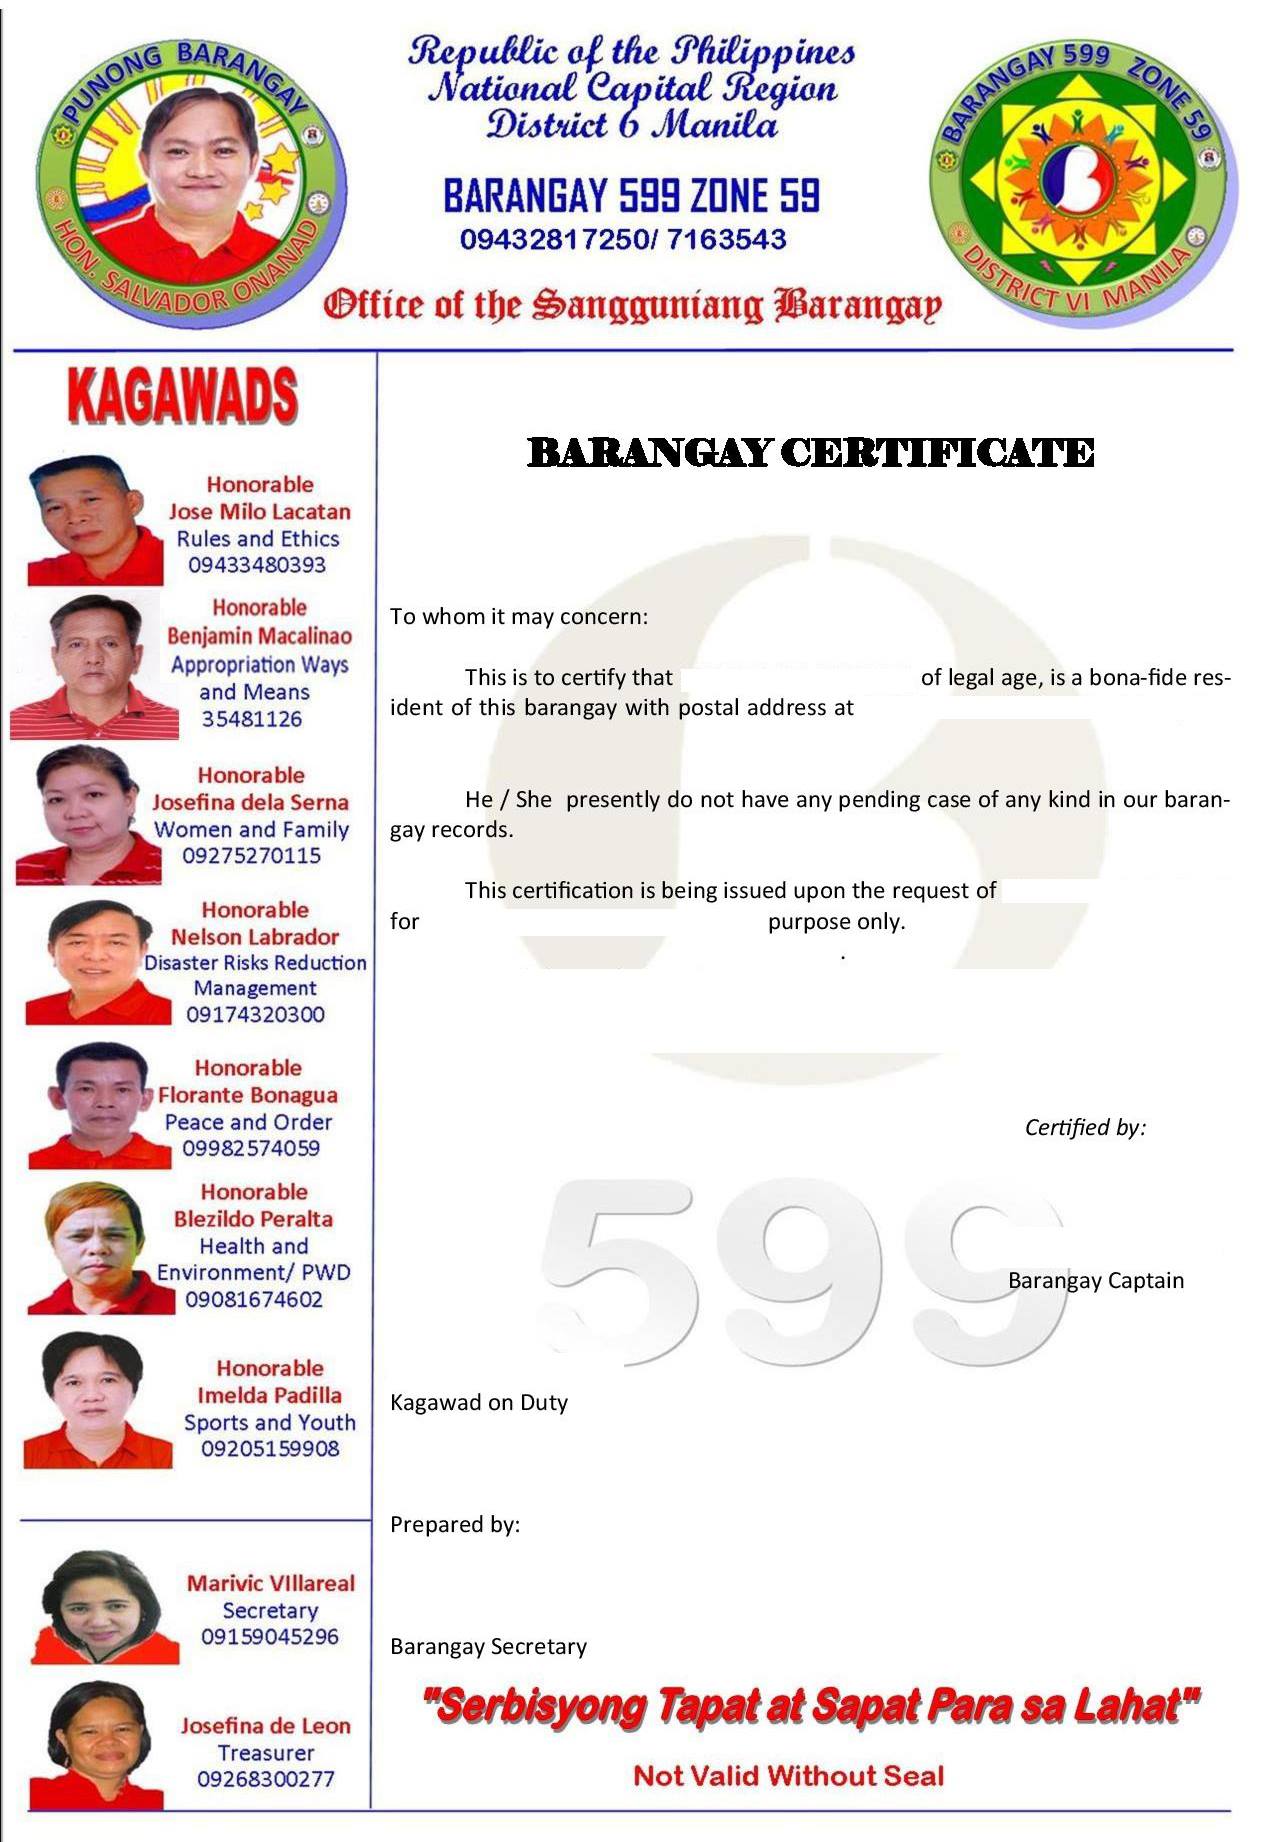 PUNONG BARANGAY
HON. SALVADOR ONANAD
Republic of the Philippines
National Capital Region
District 6 Manila
BARANGAY 599 ZONE 59
09432817250/ 7163543
Office of the Sangguniang Barangay
BARANGAY 599 ZONE 59
DISTRICT VI MANILA
KAGAWADS
Honorable
Jose Milo Lacatan
Rules and Ethics
09433480393
Honorable
Benjamin Macalinao
Appropriation Ways
and Means
35481126
Honorable
Josefina dela Serna
Women and Family
09275270115
Honorable
Nelson Labrador
Disaster Risks Reduction
Management
09174320300
Honorable
Florante Bonagua
Peace and Order
09982574059
Honorable
Blezildo Peralta
Health and
Environment/ PWD
09081674602
Honorable
Imelda Padilla
Sports and Youth
09205159908
Marivic VIllareal
Secretary
09159045296
Josefina de Leon
Treasurer
09268300277
BARANGAY CERTIFICATE
To whom it may concern:
This is to certify that of legal age, is a bona-fide res-
ident of this barangay with postal address at
He / She presently do not have any pending case of any kind in our baran-
gay records.
This certification is being issued upon the request of
for purpose only.
.
Certified by:
599
Barangay Captain
Kagawad on Duty
Prepared by:
Barangay Secretary
"Serbisyong Tapat at Sapat Para sa Lahat"
Not Valid Without Seal